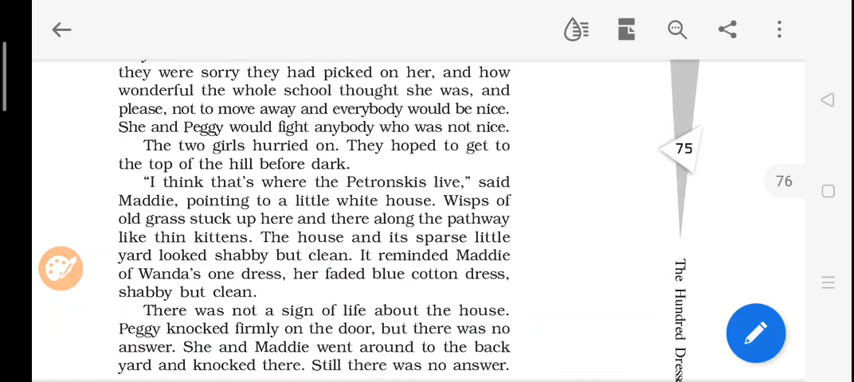 they were sorry they had picked on her, and how
wonderful the whole school thought she was, and
please, not to move away and everybody would be nice.
She and Peggy would fight anybody who was not nice.
The two girls hurried on. They hoped to get to
the top of the hill before dark.
“I think that’s where the Petronskis live,” said
Maddie, pointing to a little white house. Wisps of
old grass stuck up here and there along the pathway
like thin kittens. The house and its sparse little
yard looked shabby but clean. It reminded Maddie
of Wanda’s one dress, her faded blue cotton dress,
shabby but clean.
There was not a sign of life about the house.
Peggy knocked firmly on the door, but there was no
answer. She and Maddie went around to the back
yard and knocked there. Still there was no answer.
75
76
The Hundred Dress